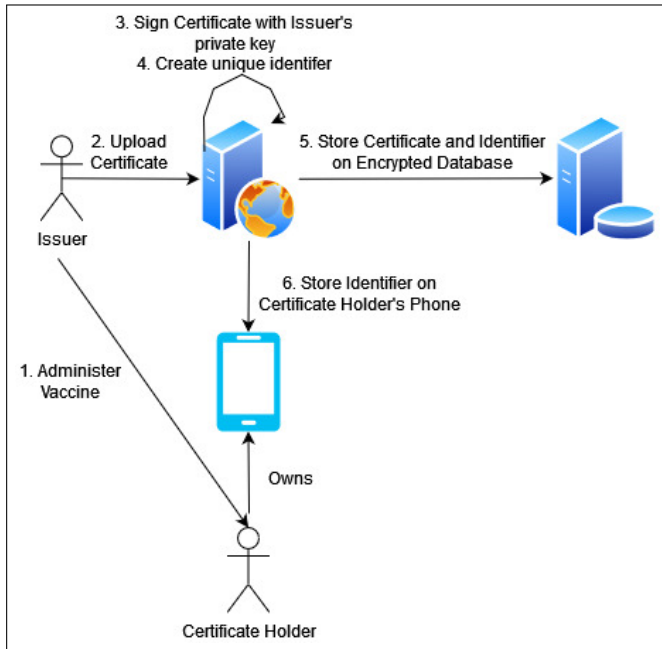 3. Sign Certificate with Issuer's
private key
4. Create unique identifer
2. Upload
Certificate
5. Store Certificate and Identifier
on Encrypted Database
Issuer
6. Store Identifier on
Certificate Holder's Phone
1. Administer
Vaccine
Owns
Certificate Holder